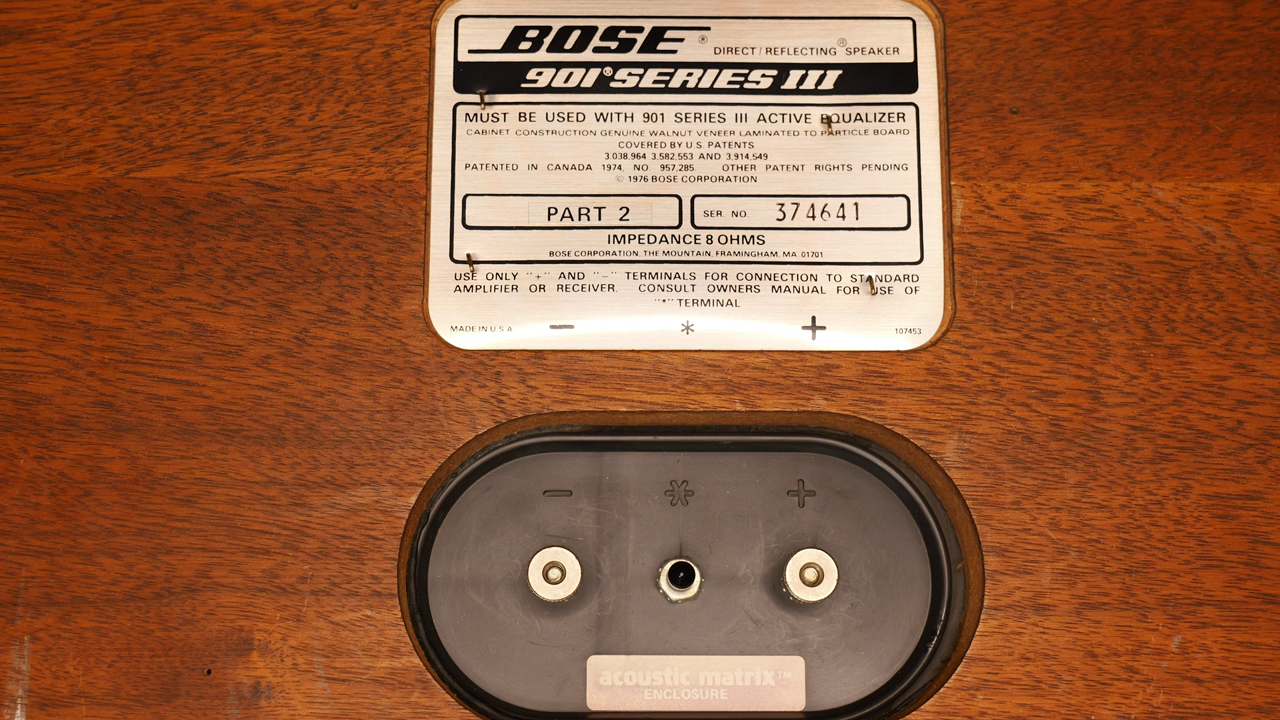 BOSE® DIRECT/REFLECTING® SPEAKER
901® SERIES III
MUST BE USED WITH 901 SERIES III ACTIVE EQUALIZER
CABINET CONSTRUCTION GENUINE WALNUT VENEER LAMINATED TO PARTICLE BOARD
COVERED BY U.S. PATENTS
3,038,964 3,582,553 AND 3,914,549
PATENTED IN CANADA 1974, NO. 957,285. OTHER PATENT RIGHTS PENDING
© 1976 BOSE CORPORATION
PART 2 SER. NO. 374641
IMPEDANCE 8 OHMS
BOSE CORPORATION, THE MOUNTAIN, FRAMINGHAM, MA. 01701
USE ONLY "+" AND "−" TERMINALS FOR CONNECTION TO STANDARD
AMPLIFIER OR RECEIVER. CONSULT OWNERS MANUAL FOR USE OF
"*" TERMINAL
MADE IN U.S.A. − * + 107453
− * +
acoustic matrix™
ENCLOSURE